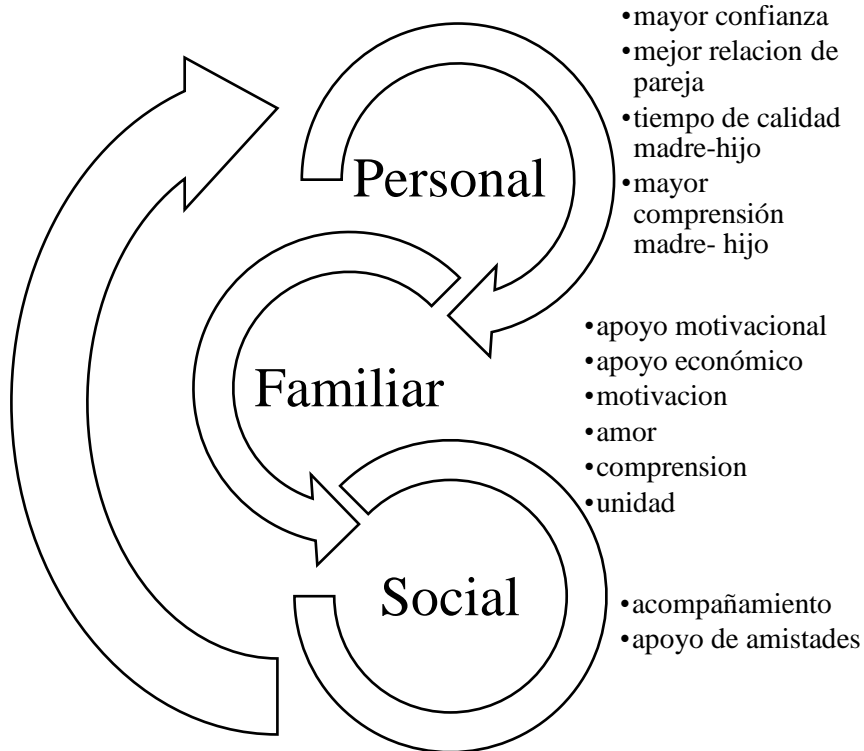 Personal
•mayor confianza
•mejor relacion de
pareja
•tiempo de calidad
madre-hijo
•mayor
comprensión
madre- hijo
Familiar
•apoyo motivacional
•apoyo económico
•motivacion
•amor
•comprension
•unidad
Social
•acompañamiento
•apoyo de amistades